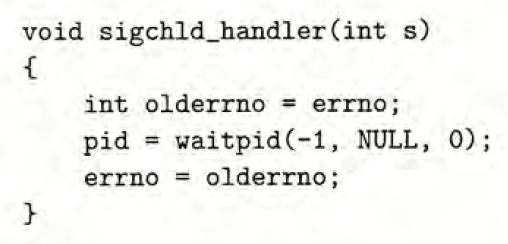 void sigchld_handler(int s)
{
    int olderrno = errno;
    pid = waitpid(-1, NULL, 0);
    errno = olderrno;
}